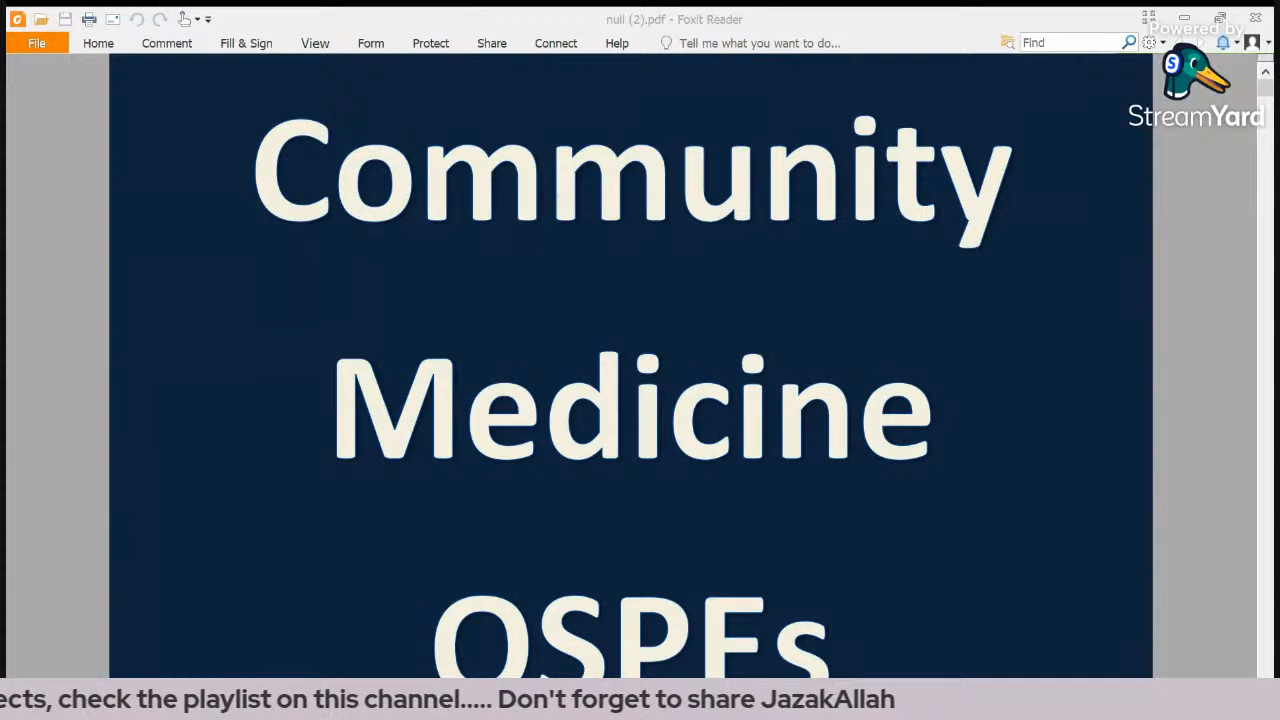 null (2).pdf - Foxit Reader
File Home Comment Fill & Sign View Form Protect Share Connect Help Tell me what you want to do... Find
Powered by
S
StreamYard
Community
Medicine
OSPEs
ects, check the playlist on this channel..... Don't forget to share JazakAllah